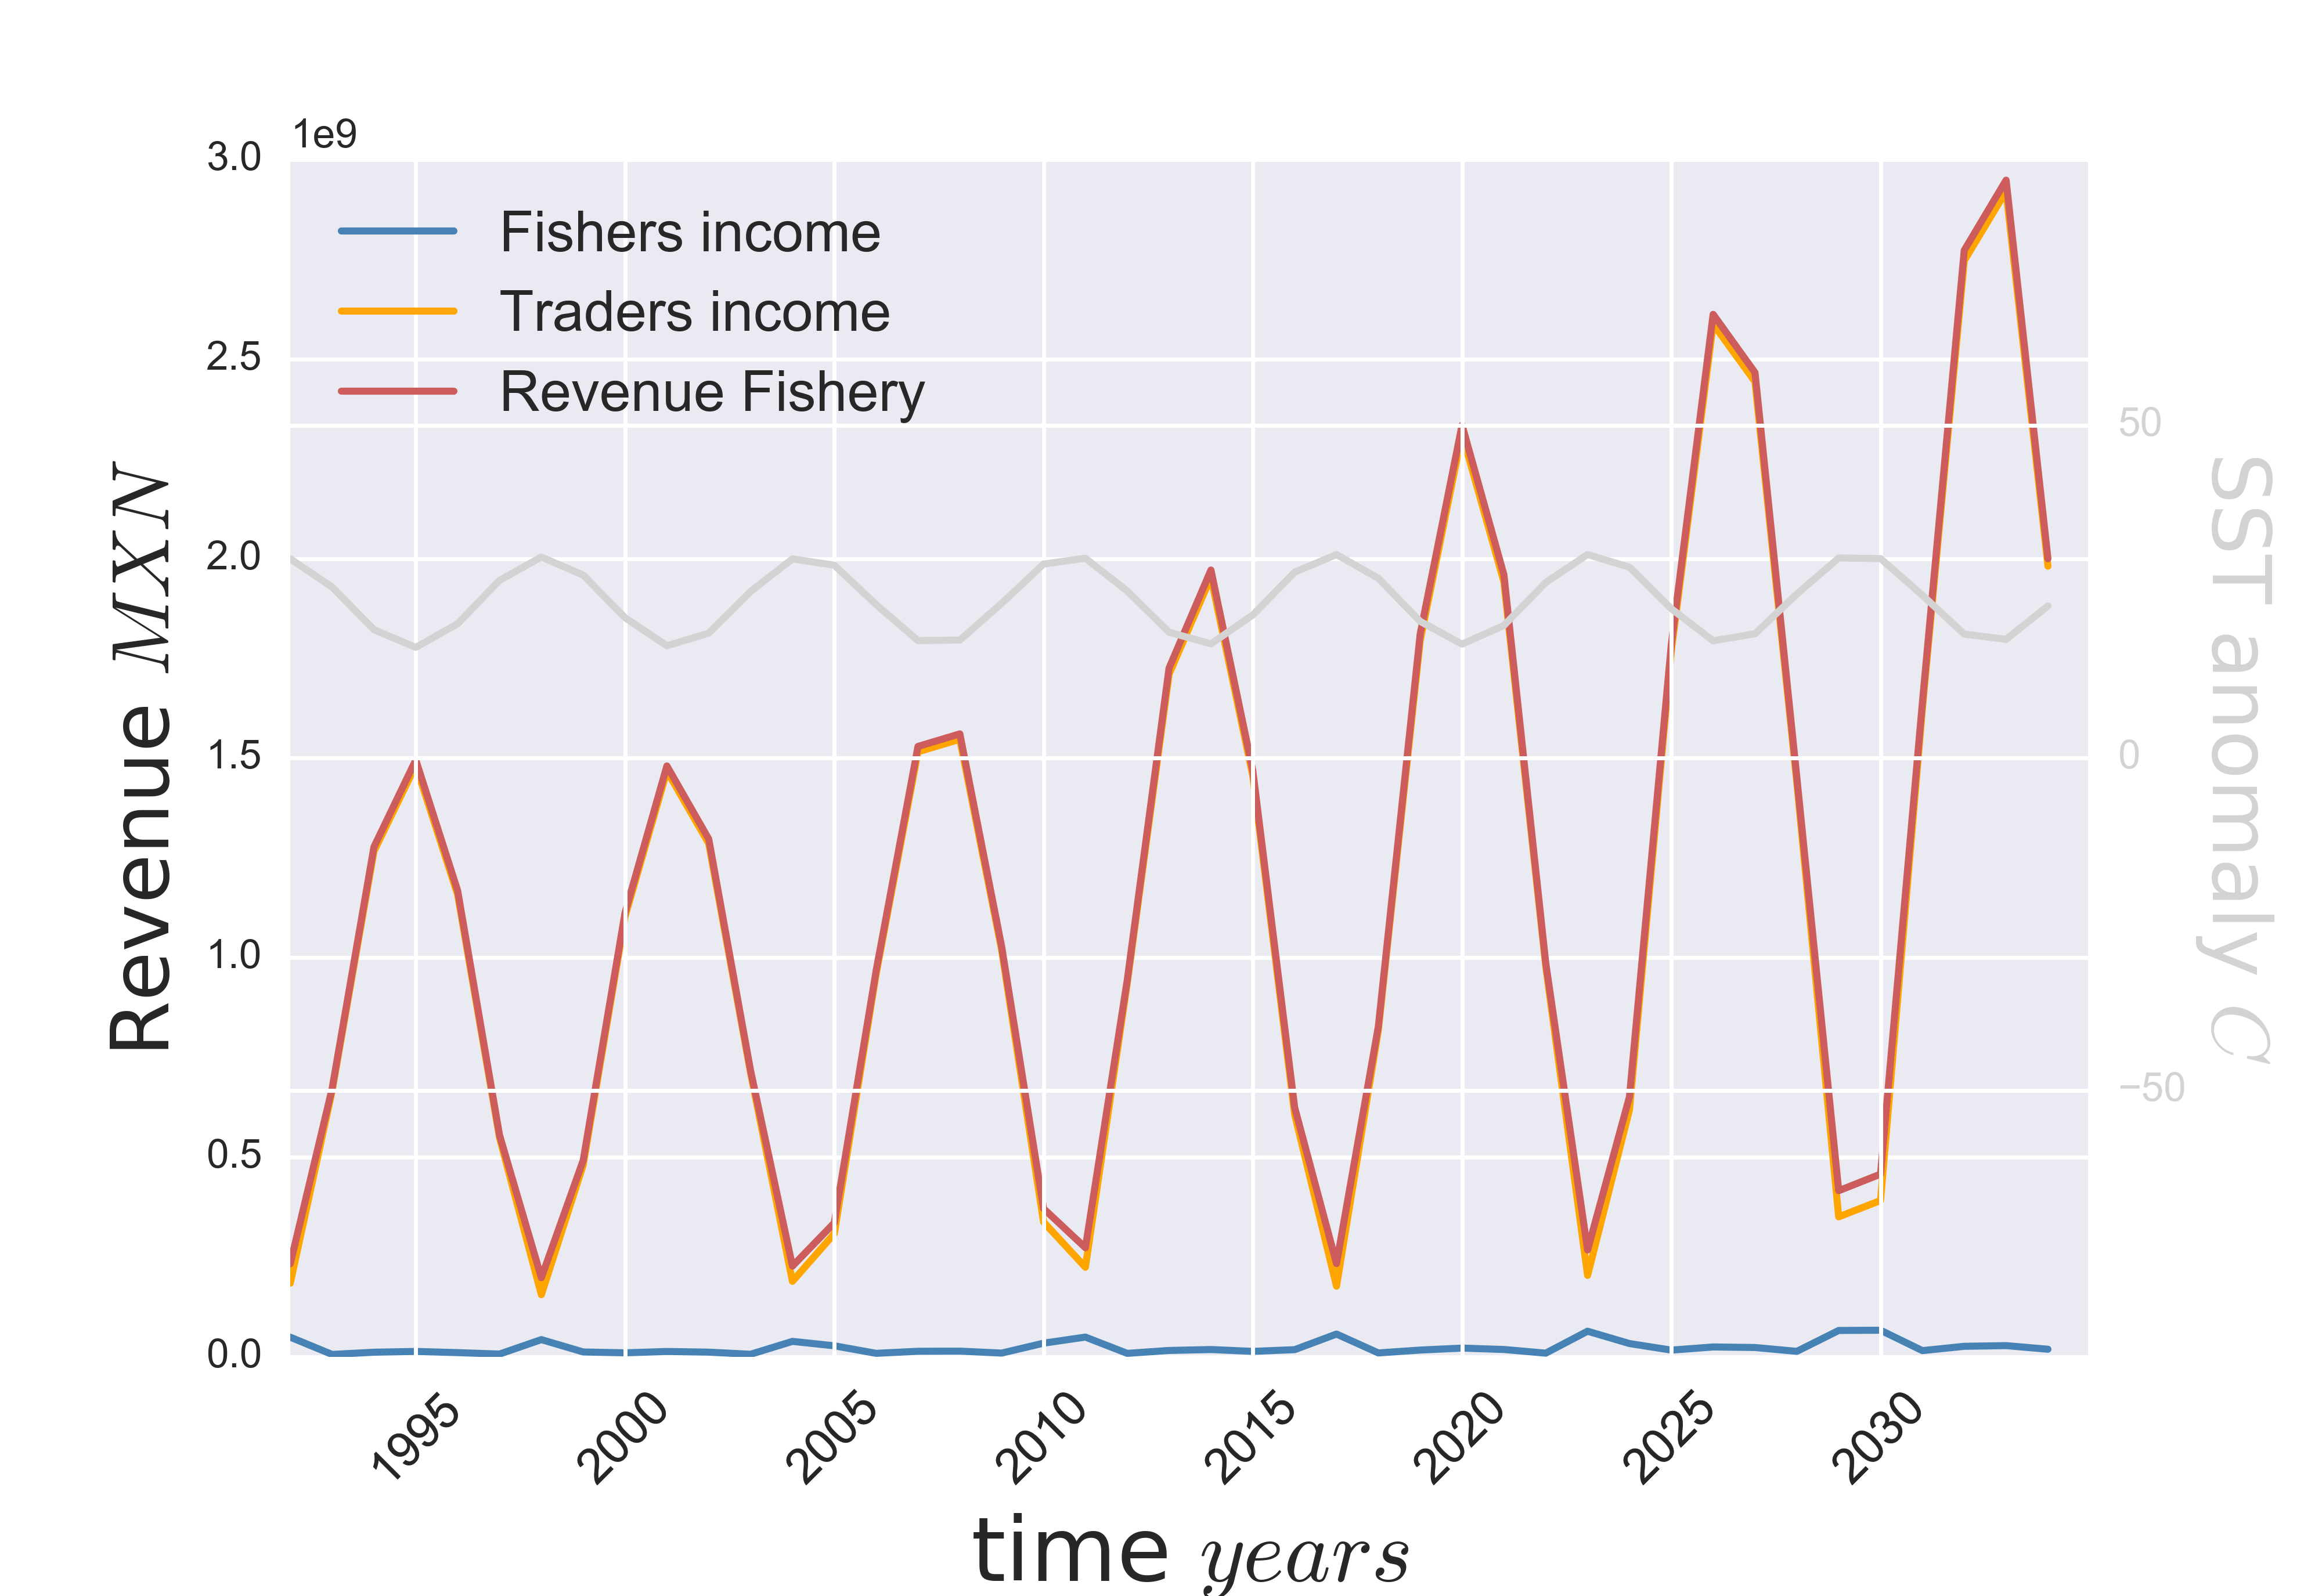 1e9
3.0
2.5
2.0
1.5
1.0
0.5
0.0
Revenue MXN
Fishers income
Traders income
Revenue Fishery
50
0
−50
SST anomaly C
1995
2000
2005
2010
2015
2020
2025
2030
time years